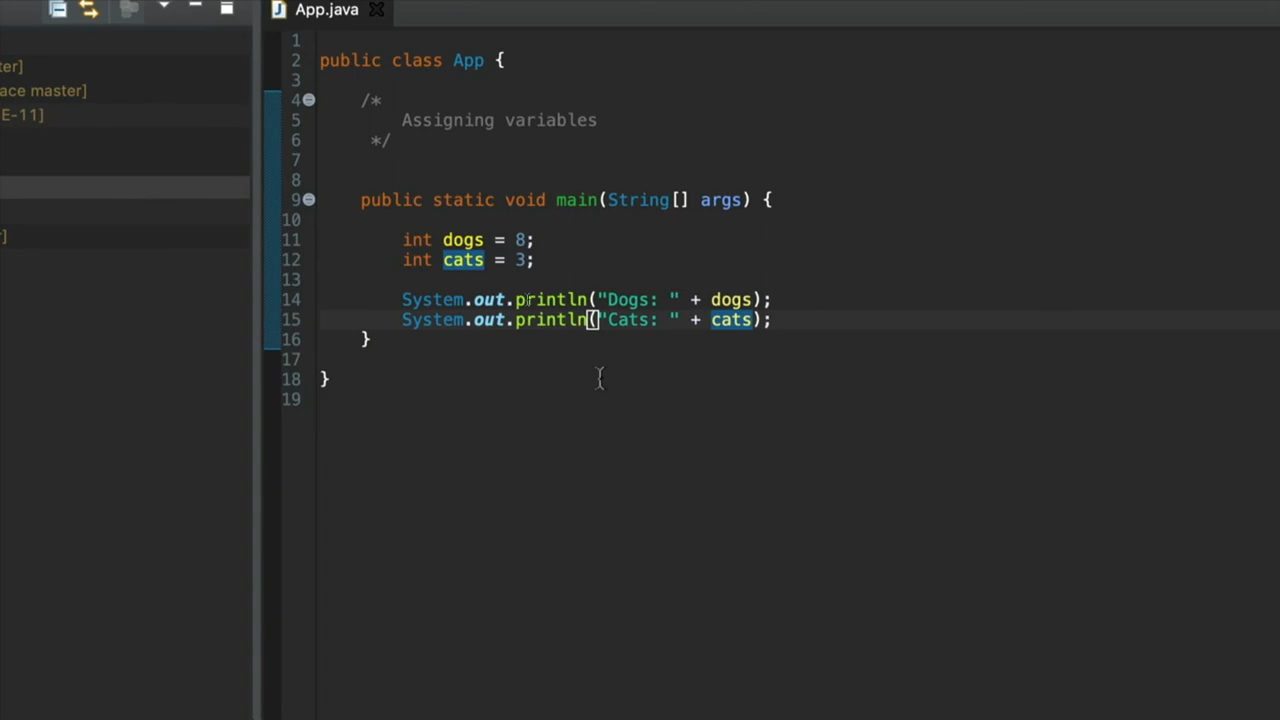 App.java
ter]
ace master]
E-11]
]
1
2 public class App {
3
4 /*
5 Assigning variables
6 */
7
8
9 public static void main(String[] args) {
10
11 int dogs = 8;
12 int cats = 3;
13
14 System.out.println("Dogs: " + dogs);
15 System.out.println("Cats: " + cats);
16 }
17
18 }
19